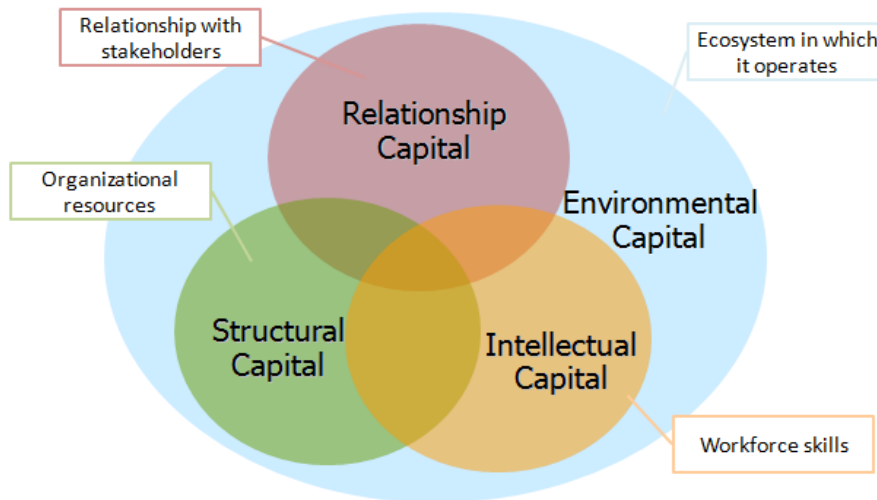 Relationship with
stakeholders
Ecosystem in which
it operates
Relationship
Capital
Organizational
resources
Environmental
Capital
Structural
Capital
Intellectual
Capital
Workforce skills